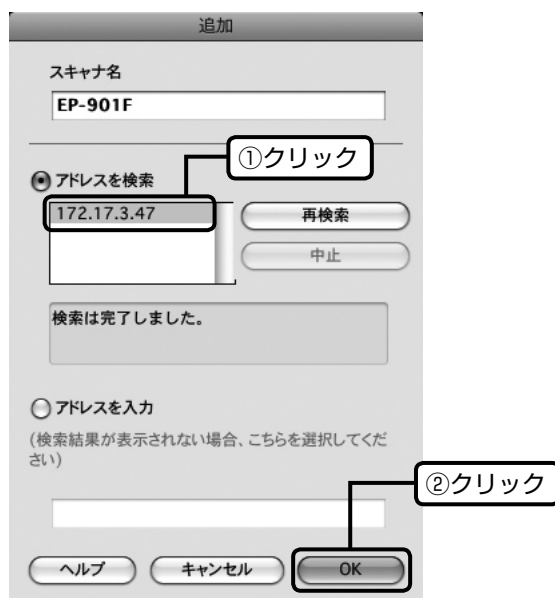 追加
スキャナ名
EP-901F
①クリック
アドレスを検索
172.17.3.47
再検索
中止
検索は完了しました。
アドレスを入力
(検索結果が表示されない場合、こちらを選択してくだ
さい)
②クリック
ヘルプ
キャンセル
OK